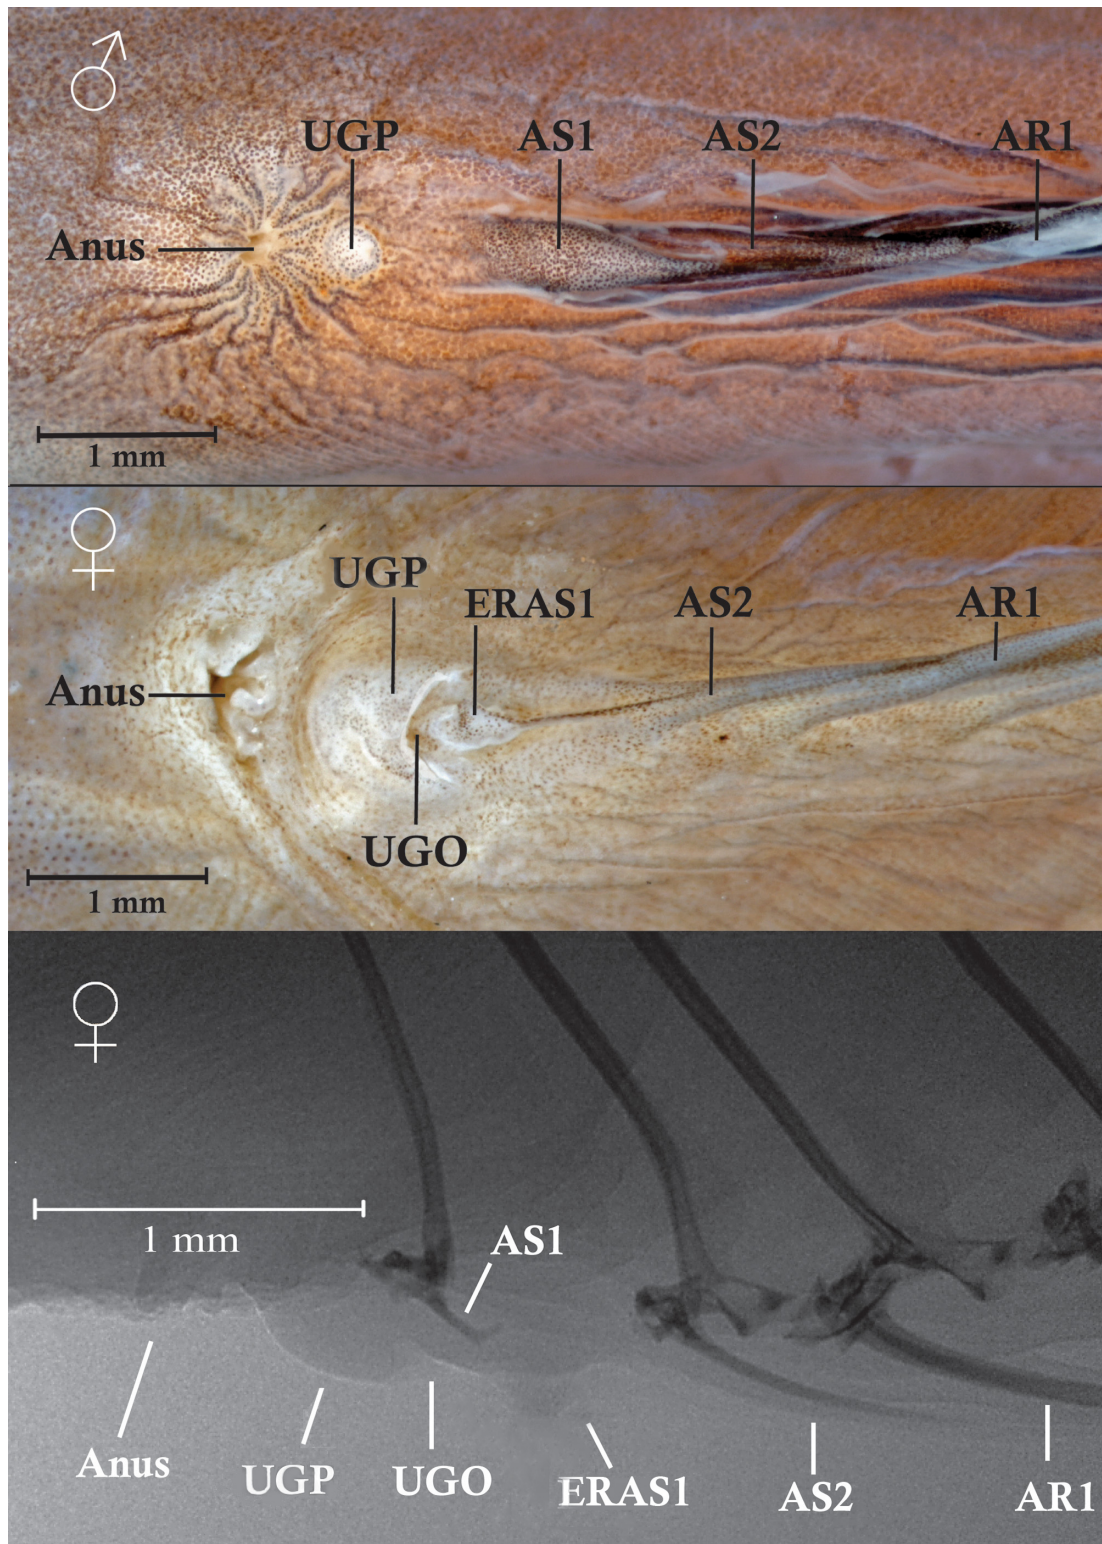 ♂
UGP AS1 AS2 AR1
Anus
1 mm
♀
UGP ERAS1 AS2 AR1
Anus
UGO
1 mm
♀
1 mm
AS1
Anus UGP UGO ERAS1 AS2 AR1